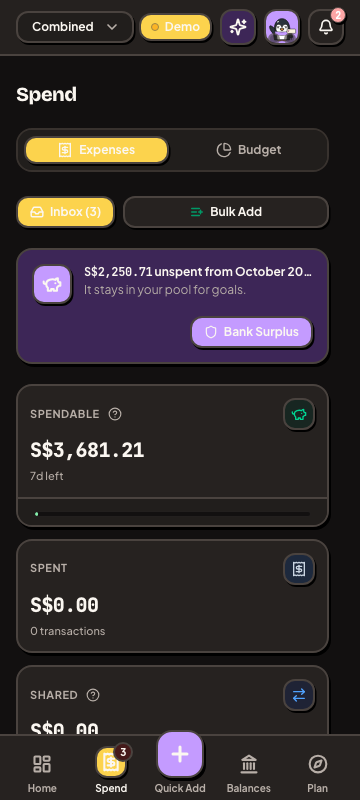 Combined
Demo
2
Spend
Expenses
Budget
Inbox (3)
Bulk Add
S$2,250.71 unspent from October 20...
It stays in your pool for goals.
Bank Surplus
SPENDABLE
S$3,681.21
7d left
SPENT
S$0.00
0 transactions
SHARED
S$0.00
3
Home
Spend
Quick Add
Balances
Plan